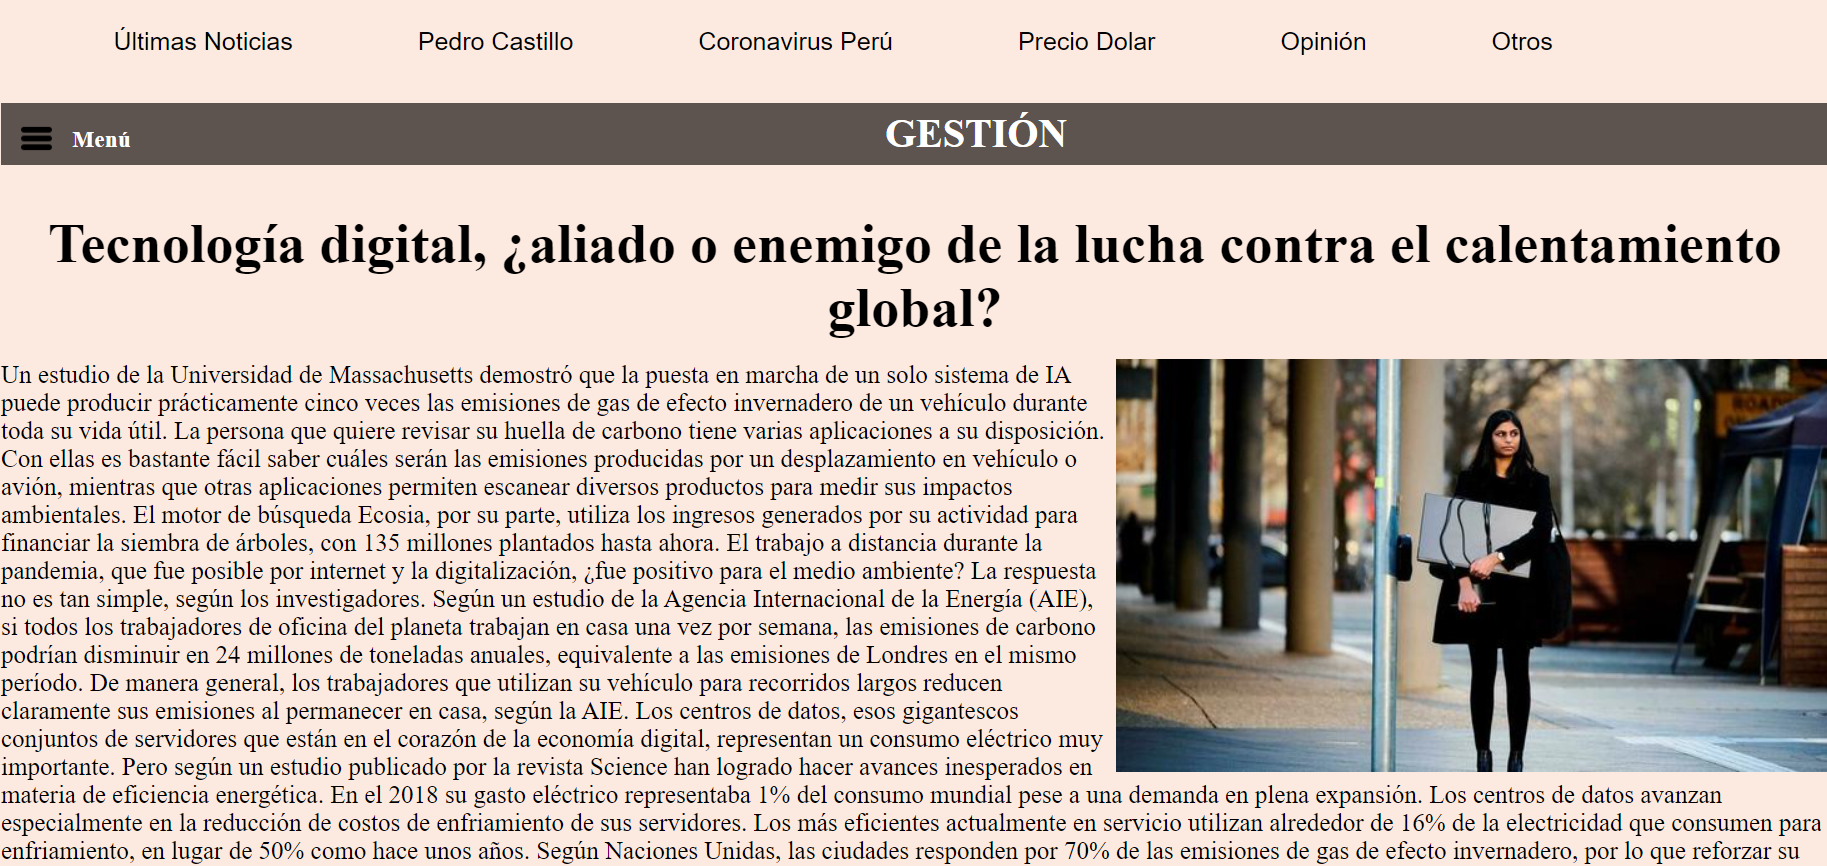 Últimas Noticias Pedro Castillo Coronavirus Perú Precio Dolar Opinión Otros
Menú GESTIÓN
Tecnología digital, ¿aliado o enemigo de la lucha contra el calentamiento
global?
Un estudio de la Universidad de Massachusetts demostró que la puesta en marcha de un solo sistema de IA
puede producir prácticamente cinco veces las emisiones de gas de efecto invernadero de un vehículo durante
toda su vida útil. La persona que quiere revisar su huella de carbono tiene varias aplicaciones a su disposición.
Con ellas es bastante fácil saber cuáles serán las emisiones producidas por un desplazamiento en vehículo o
avión, mientras que otras aplicaciones permiten escanear diversos productos para medir sus impactos
ambientales. El motor de búsqueda Ecosia, por su parte, utiliza los ingresos generados por su actividad para
financiar la siembra de árboles, con 135 millones plantados hasta ahora. El trabajo a distancia durante la
pandemia, que fue posible por internet y la digitalización, ¿fue positivo para el medio ambiente? La respuesta
no es tan simple, según los investigadores. Según un estudio de la Agencia Internacional de la Energía (AIE),
si todos los trabajadores de oficina del planeta trabajan en casa una vez por semana, las emisiones de carbono
podrían disminuir en 24 millones de toneladas anuales, equivalente a las emisiones de Londres en el mismo
período. De manera general, los trabajadores que utilizan su vehículo para recorridos largos reducen
claramente sus emisiones al permanecer en casa, según la AIE. Los centros de datos, esos gigantescos
conjuntos de servidores que están en el corazón de la economía digital, representan un consumo eléctrico muy
importante. Pero según un estudio publicado por la revista Science han logrado hacer avances inesperados en
materia de eficiencia energética. En el 2018 su gasto eléctrico representaba 1% del consumo mundial pese a una demanda en plena expansión. Los centros de datos avanzan
especialmente en la reducción de costos de enfriamiento de sus servidores. Los más eficientes actualmente en servicio utilizan alrededor de 16% de la electricidad que consumen para
enfriamiento, en lugar de 50% como hace unos años. Según Naciones Unidas, las ciudades responden por 70% de las emisiones de gas de efecto invernadero, por lo que reforzar su